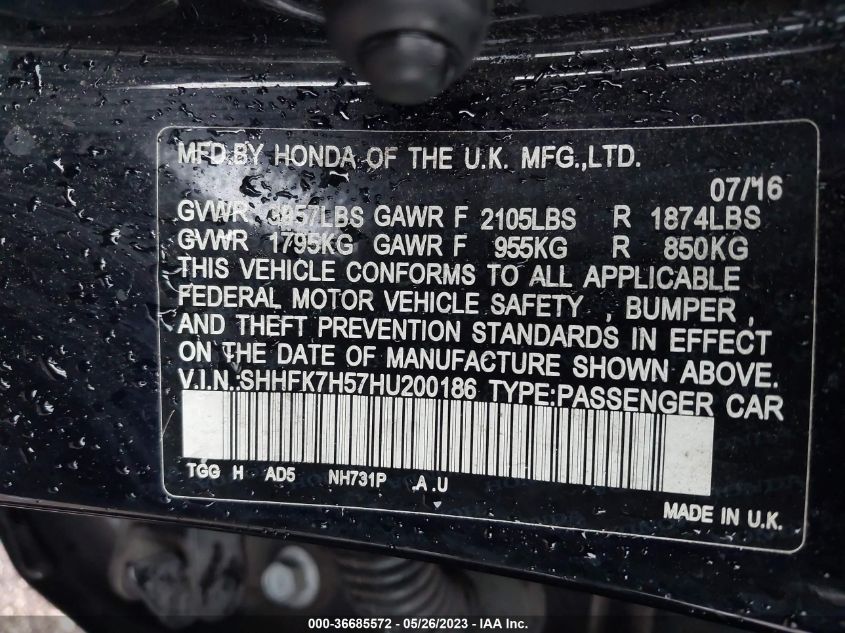 MFD.BY HONDA OF THE U.K. MFG.,LTD.
07/16
GVWR 3957LBS GAWR F 2105LBS R 1874LBS
GVWR 1795KG GAWR F 955KG R 850KG
THIS VEHICLE CONFORMS TO ALL APPLICABLE
FEDERAL MOTOR VEHICLE SAFETY , BUMPER ,
AND THEFT PREVENTION STANDARDS IN EFFECT
ON THE DATE OF MANUFACTURE SHOWN ABOVE.
V.I.N.:SHHFK7H57HU200186 TYPE:PASSENGER CAR
TGG H AD5 NH731P A U
MADE IN U.K.
000-36685572 / 05/26/2023 - IAA Inc.